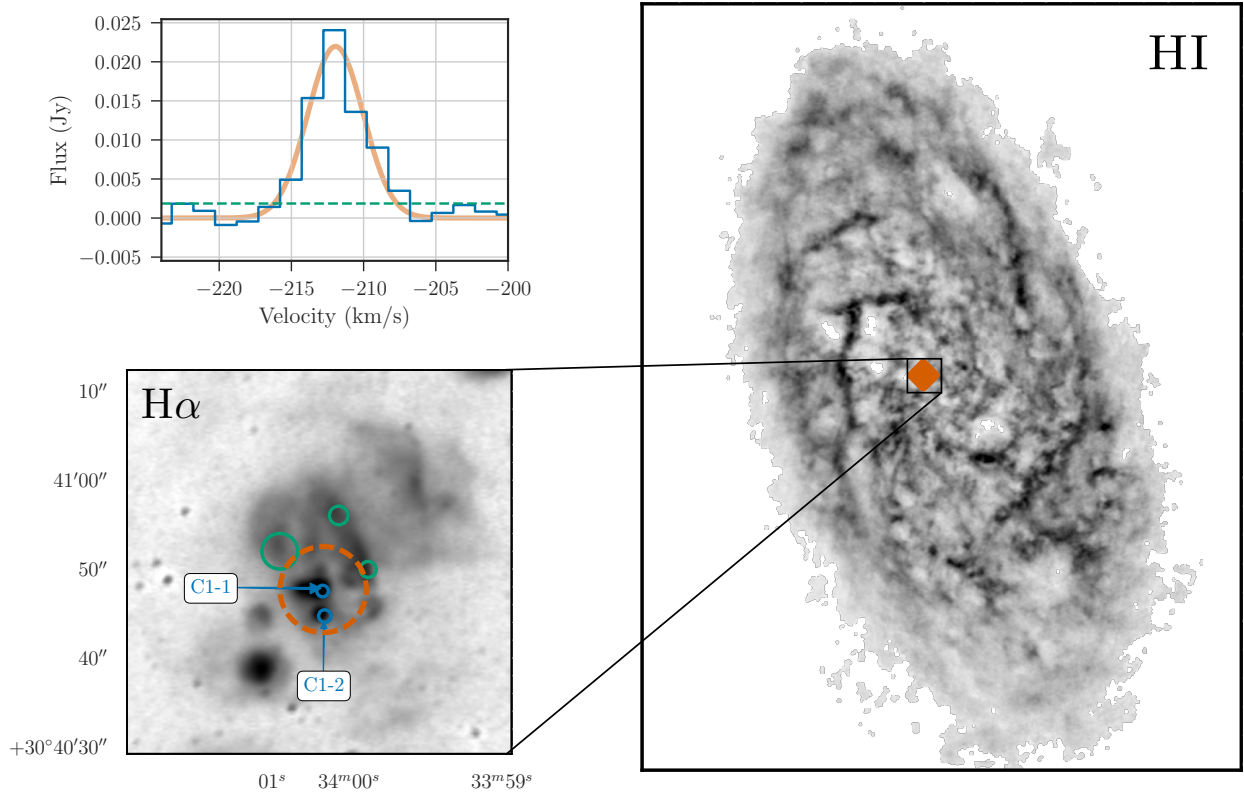 0.025
0.020
0.015
0.010
0.005
0.000
−0.005
Flux (Jy)
−220 −215 −210 −205 −200
Velocity (km/s)
HI
Hα
10″
41′00″
50″
40″
+30°40′30″
C1-1
C1-2
01ˢ 34ᵐ00ˢ 33ᵐ59ˢ